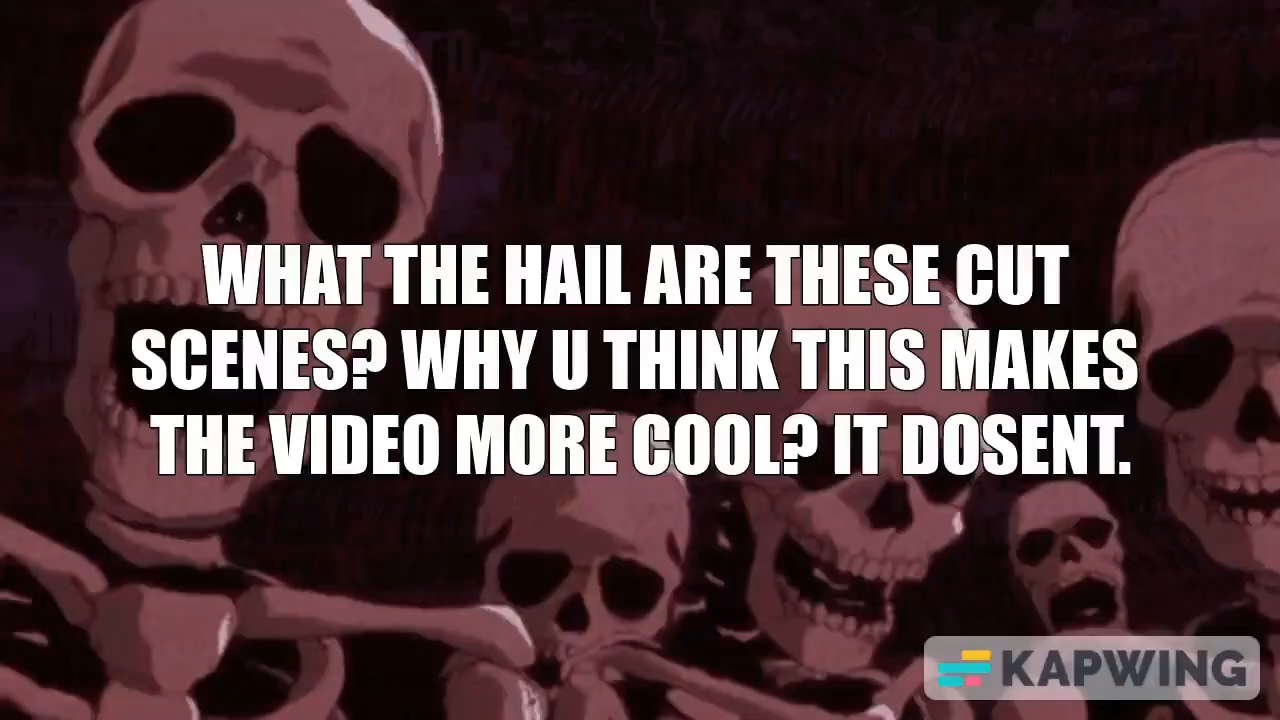 WHAT THE HAIL ARE THESE CUT
SCENES? WHY U THINK THIS MAKES
THE VIDEO MORE COOL? IT DOSENT.
KAPWING